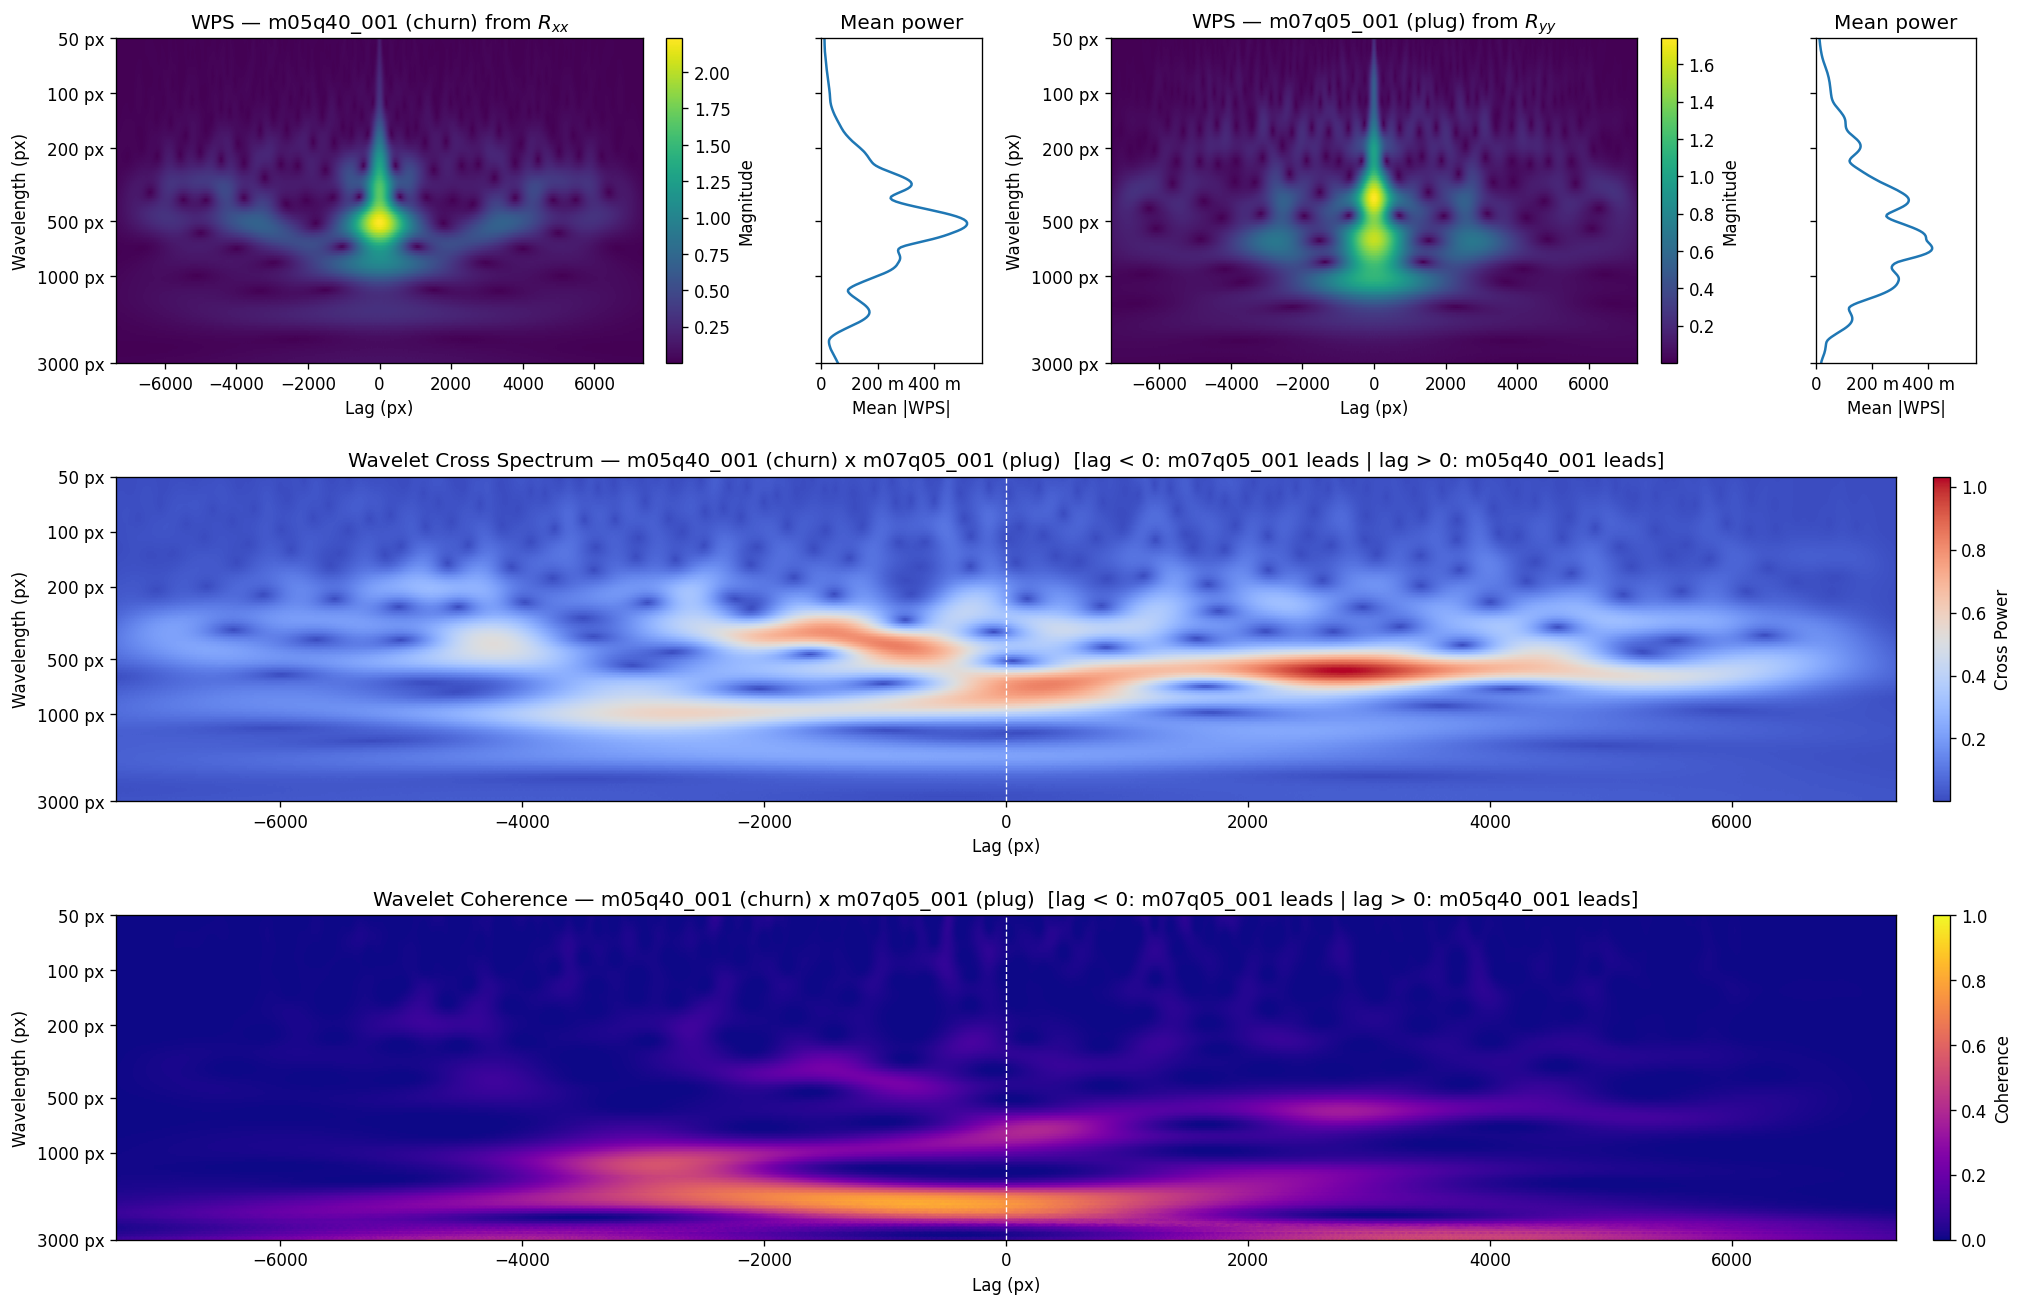 WPS — m05q40_001 (churn) from Rxx
50 px
100 px
200 px
500 px
1000 px
3000 px
Wavelength (px)
−6000 −4000 −2000 0 2000 4000 6000
Lag (px)
2.00
1.75
1.50
1.25
1.00
0.75
0.50
0.25
Magnitude
Mean power
0 200 m 400 m
Mean |WPS|
WPS — m07q05_001 (plug) from Ryy
50 px
100 px
200 px
500 px
1000 px
3000 px
Wavelength (px)
−6000 −4000 −2000 0 2000 4000 6000
Lag (px)
1.6
1.4
1.2
1.0
0.8
0.6
0.4
0.2
Magnitude
Mean power
0 200 m 400 m
Mean |WPS|
Wavelet Cross Spectrum — m05q40_001 (churn) x m07q05_001 (plug) [lag < 0: m07q05_001 leads | lag > 0: m05q40_001 leads]
50 px
100 px
200 px
500 px
1000 px
3000 px
Wavelength (px)
−6000 −4000 −2000 0 2000 4000 6000
Lag (px)
1.0
0.8
0.6
0.4
0.2
Cross Power
Wavelet Coherence — m05q40_001 (churn) x m07q05_001 (plug) [lag < 0: m07q05_001 leads | lag > 0: m05q40_001 leads]
50 px
100 px
200 px
500 px
1000 px
3000 px
Wavelength (px)
−6000 −4000 −2000 0 2000 4000 6000
Lag (px)
1.0
0.8
0.6
0.4
0.2
0.0
Coherence